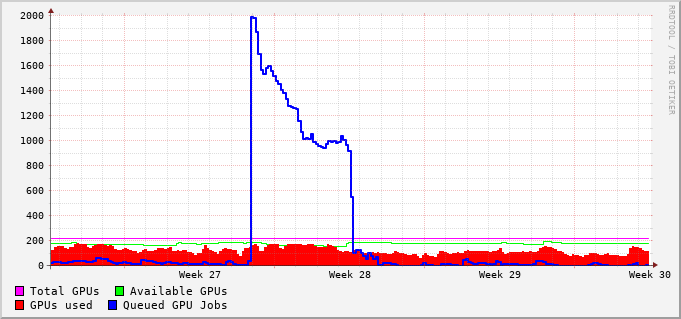 2000
1800
1600
1400
1200
1000
800
600
400
200
0
Week 27 Week 28 Week 29 Week 30
Total GPUs Available GPUs
GPUs used Queued GPU Jobs
RRDTOOL / TOBI OETIKER